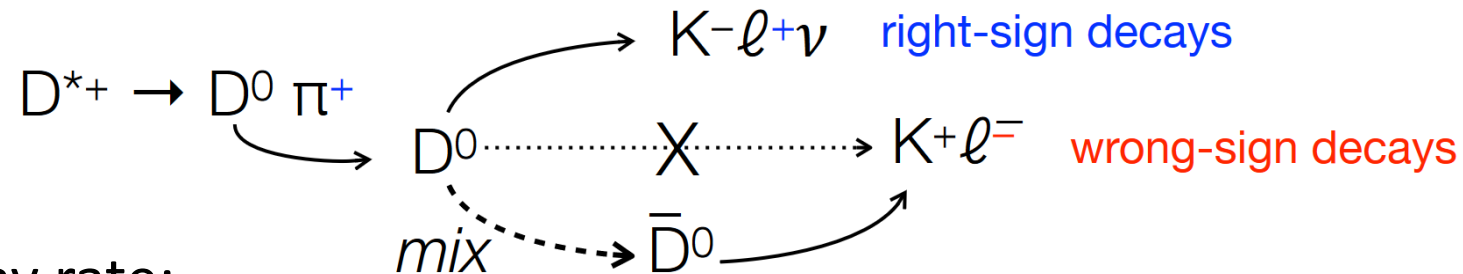 K⁻ℓ⁺ν right-sign decays
D*⁺ → D⁰ π⁺
D⁰ X K⁺ℓ⁻ wrong-sign decays
mix D̅⁰